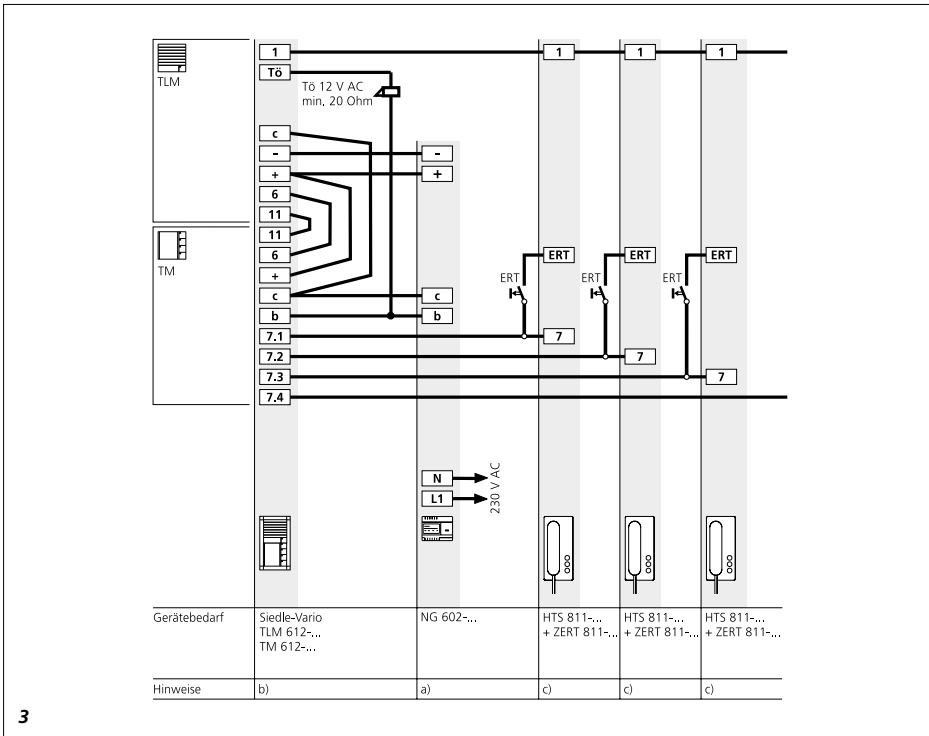 TLM
TM
1
Tö
Tö 12 V AC
min. 20 Ohm
c
-
+
6
11
11
6
+
c
b
7.1
7.2
7.3
7.4
-
+
c
b
N
L1
230 V AC
1
ERT
ERT
7
1
ERT
ERT
7
1
ERT
ERT
7
Gerätebedarf
Siedle-Vario
TLM 612-...
TM 612-...
NG 602-...
HTS 811-...
+ ZERT 811-...
HTS 811-...
+ ZERT 811-...
HTS 811-...
+ ZERT 811-...
Hinweise
b)
a)
c)
c)
c)
3